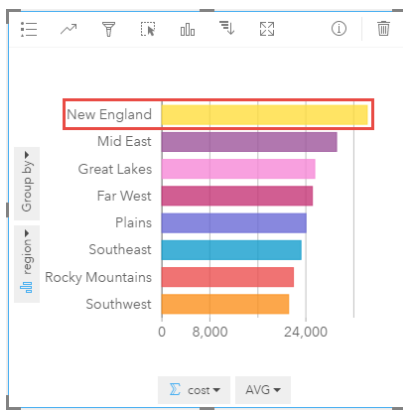 New England
Mid East
Great Lakes
Far West
Plains
Southeast
Rocky Mountains
Southwest
0 8,000 24,000
Group by
region
Σ cost AVG